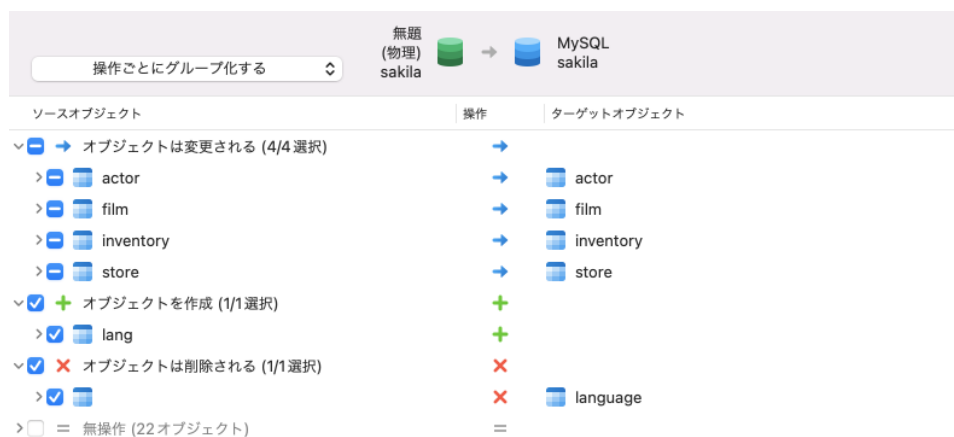 操作ごとにグループ化する
無題
(物理)
sakila
MySQL
sakila
ソースオブジェクト 操作 ターゲットオブジェクト
オブジェクトは変更される (4/4 選択)
actor actor
film film
inventory inventory
store store
オブジェクトを作成 (1/1 選択)
lang
オブジェクトは削除される (1/1 選択)
language
無操作 (22 オブジェクト)